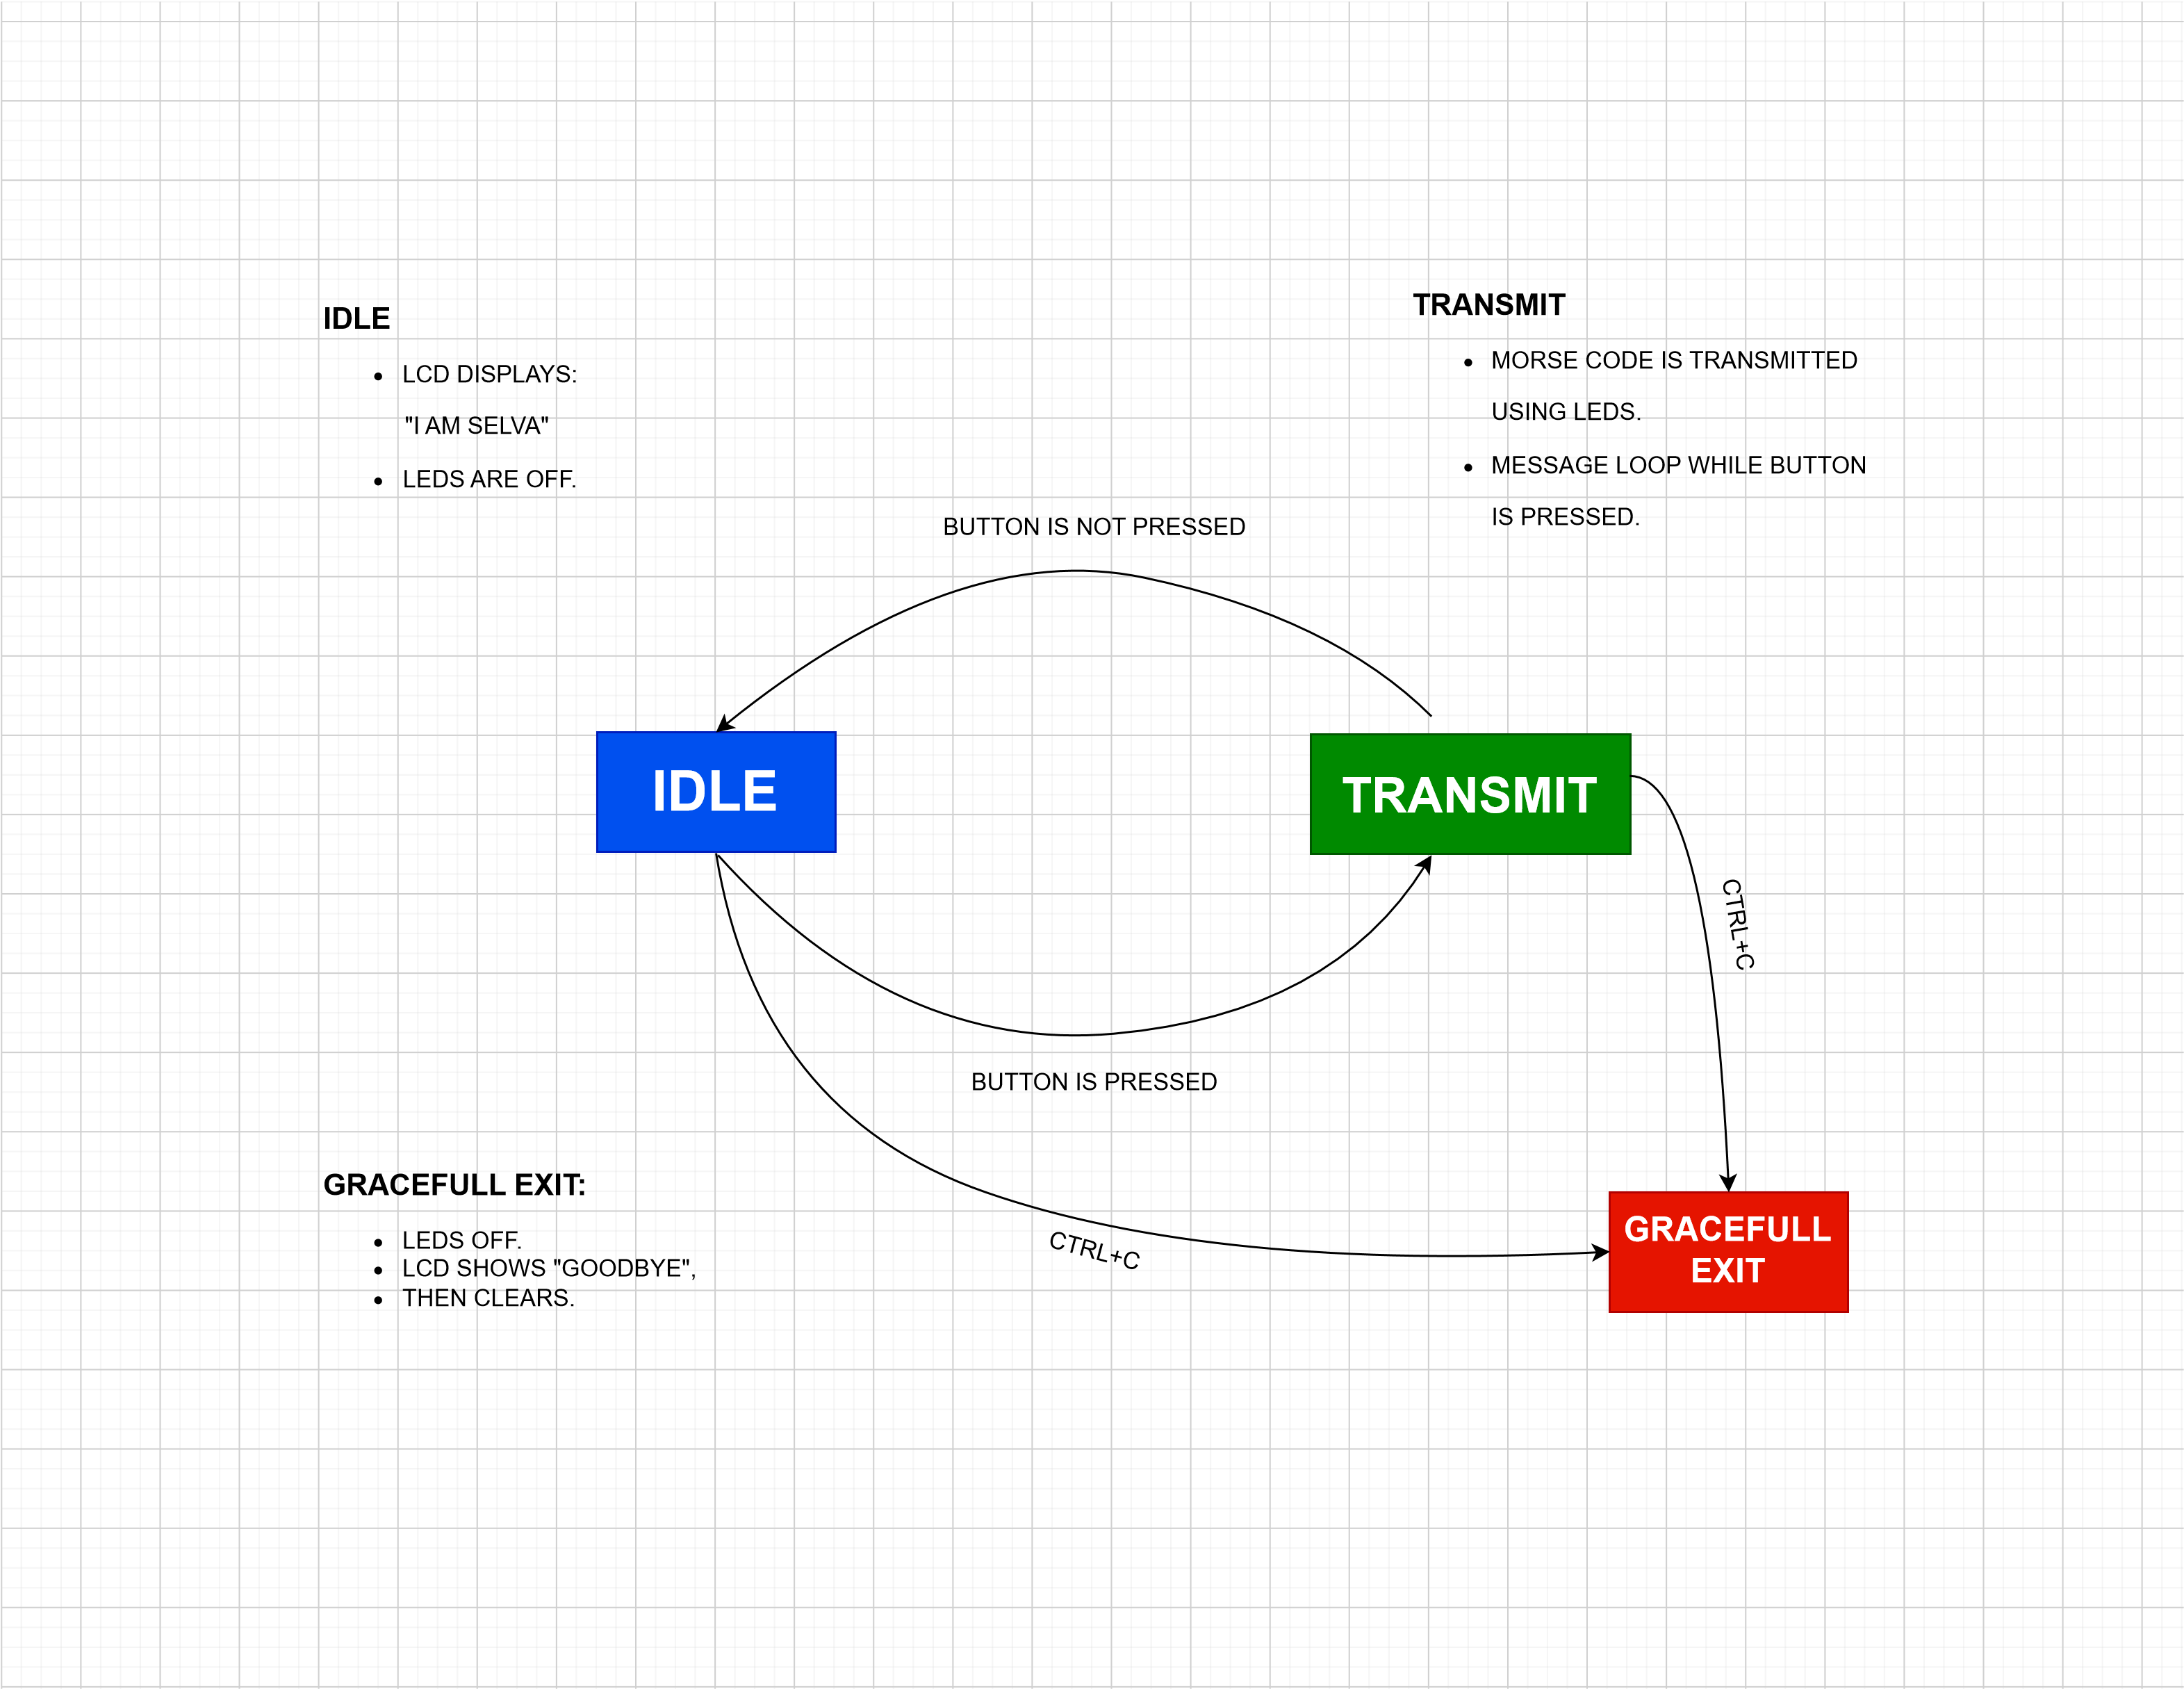 IDLE
LCD DISPLAYS:
"I AM SELVA"
LEDS ARE OFF.
TRANSMIT
MORSE CODE IS TRANSMITTED
USING LEDS.
MESSAGE LOOP WHILE BUTTON
IS PRESSED.
BUTTON IS NOT PRESSED
IDLE
TRANSMIT
CTRL+C
BUTTON IS PRESSED
GRACEFULL EXIT:
LEDS OFF.
LCD SHOWS "GOODBYE",
THEN CLEARS.
CTRL+C
GRACEFULL
EXIT